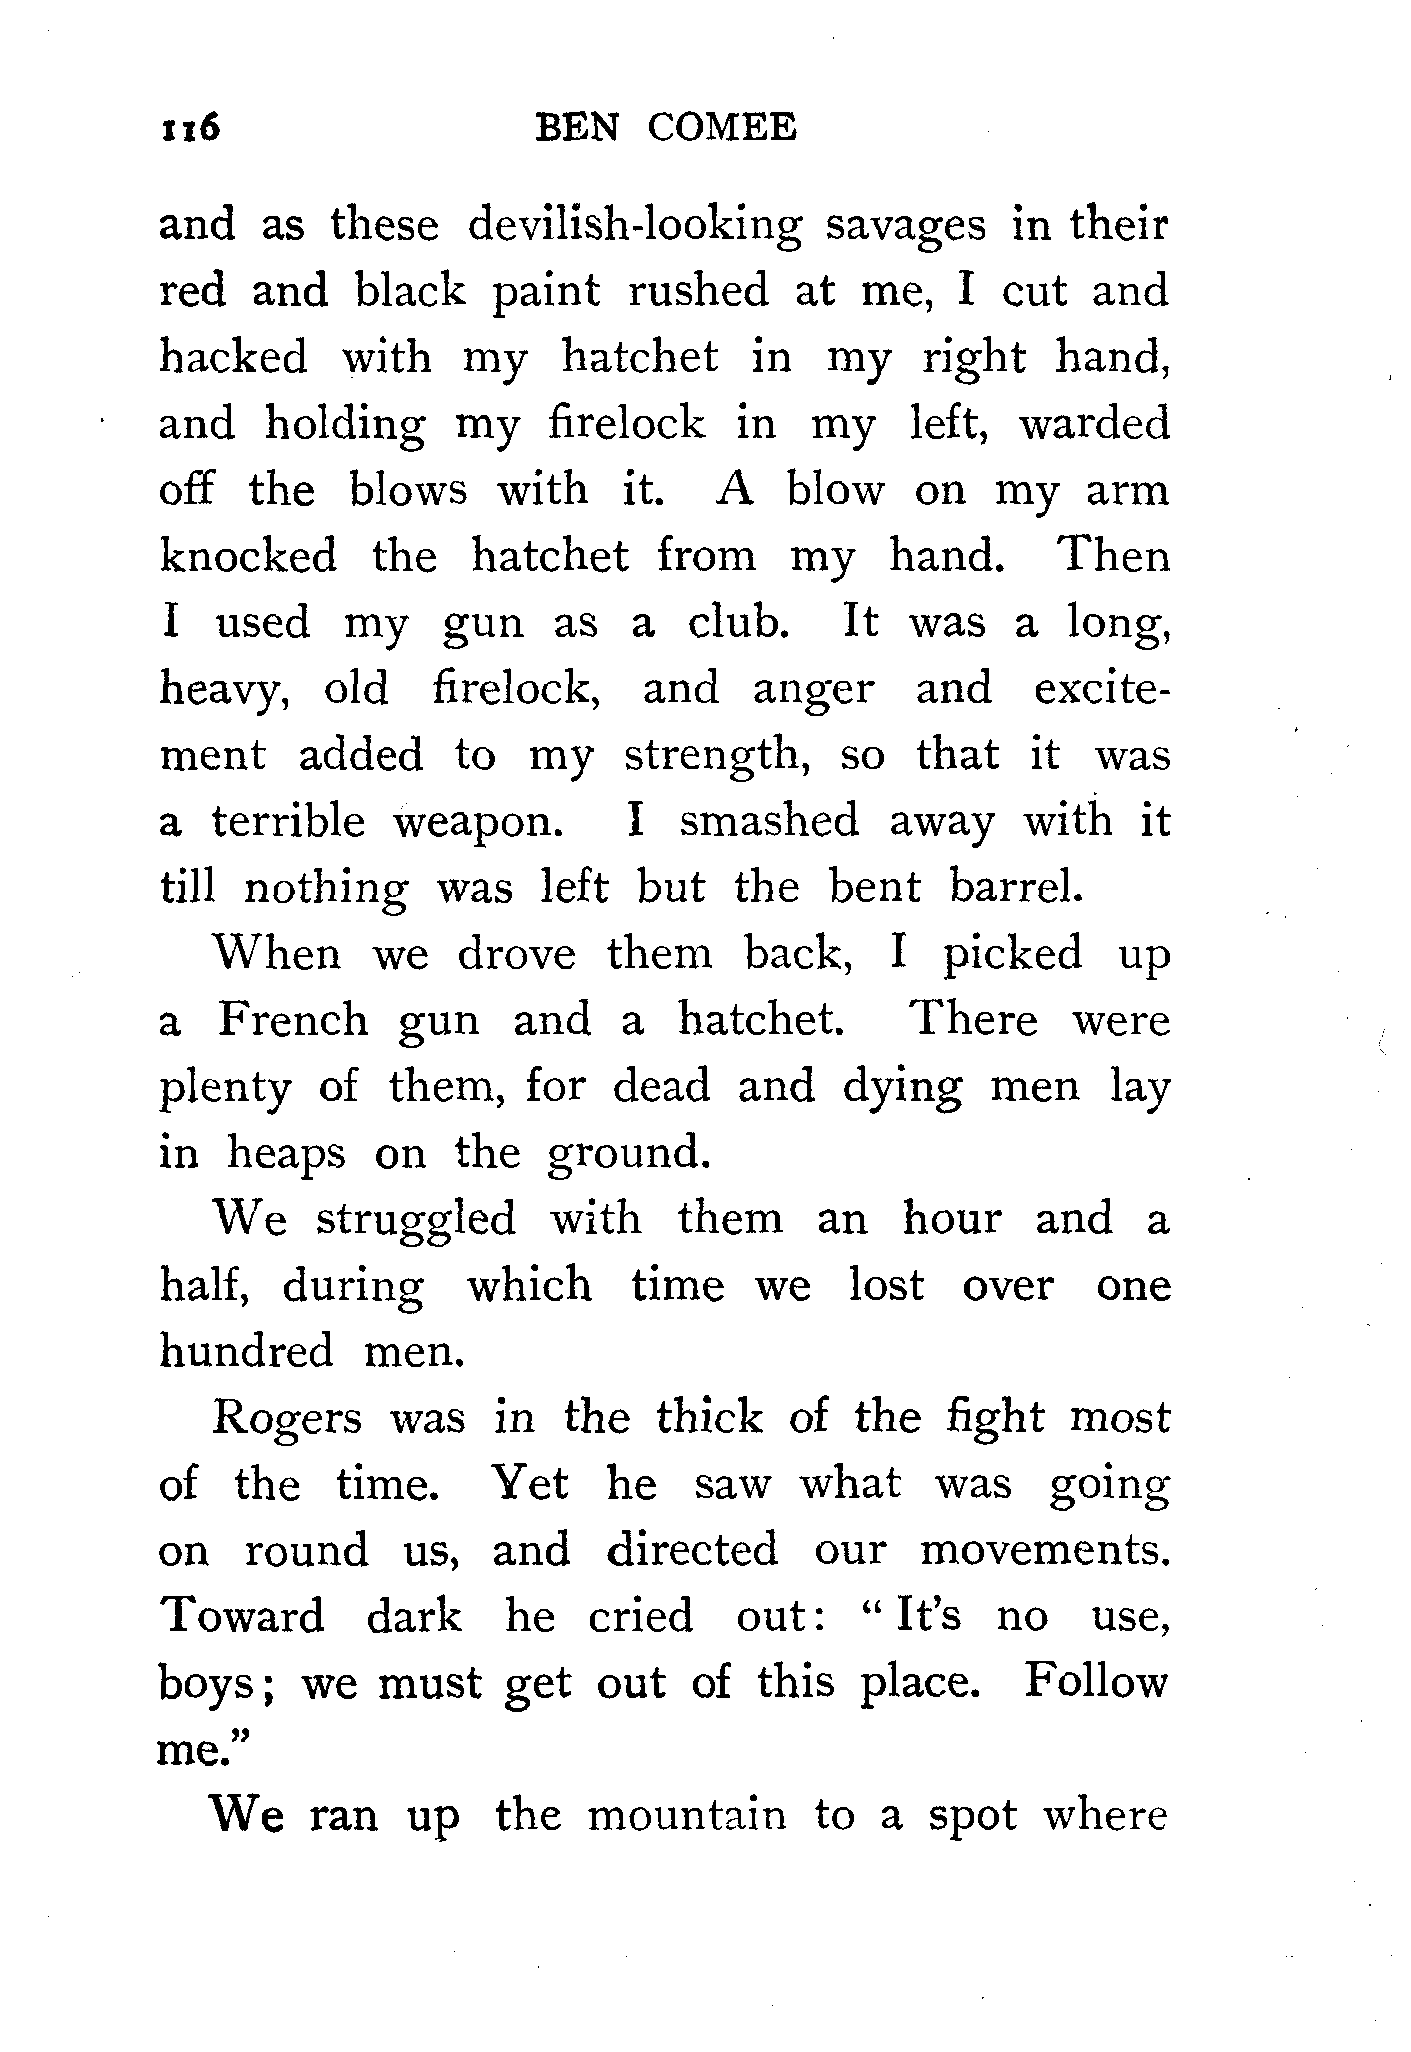 116 BEN COMEE
and as these devilish-looking savages in their
red and black paint rushed at me, I cut and
hacked with my hatchet in my right hand,
and holding my firelock in my left, warded
off the blows with it. A blow on my arm
knocked the hatchet from my hand. Then
I used my gun as a club. It was a long,
heavy, old firelock, and anger and excite-
ment added to my strength, so that it was
a terrible weapon. I smashed away with it
till nothing was left but the bent barrel.
When we drove them back, I picked up
a French gun and a hatchet. There were
plenty of them, for dead and dying men lay
in heaps on the ground.
We struggled with them an hour and a
half, during which time we lost over one
hundred men.
Rogers was in the thick of the fight most
of the time. Yet he saw what was going
on round us, and directed our movements.
Toward dark he cried out: "It's no use,
boys; we must get out of this place. Follow
me."
We ran up the mountain to a spot where